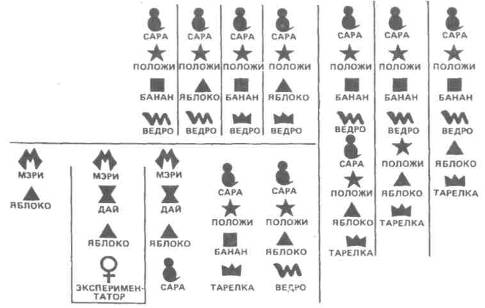 САРА САРА САРА САРА САРА САРА САРА
ПОЛОЖИ ПОЛОЖИ ПОЛОЖИ ПОЛОЖИ ПОЛОЖИ ПОЛОЖИ ПОЛОЖИ
БАНАН ЯБЛОКО БАНАН ЯБЛОКО БАНАН БАНАН БАНАН
ВЕДРО ВЕДРО ВЕДРО ВЕДРО ВЕДРО ВЕДРО ВЕДРО
МЭРИ МЭРИ МЭРИ САРА ПОЛОЖИ ЯБЛОКО
ЯБЛОКО ДАЙ ДАЙ САРА САРА ПОЛОЖИ ЯБЛОКО ТАРЕЛКА
ПОЛОЖИ ПОЛОЖИ ЯБЛОКО ТАРЕЛКА
ЯБЛОКО ЯБЛОКО БАНАН ЯБЛОКО ТАРЕЛКА
ЭКСПЕРИМЕН- САРА ТАРЕЛКА ВЕДРО
ТАТОР